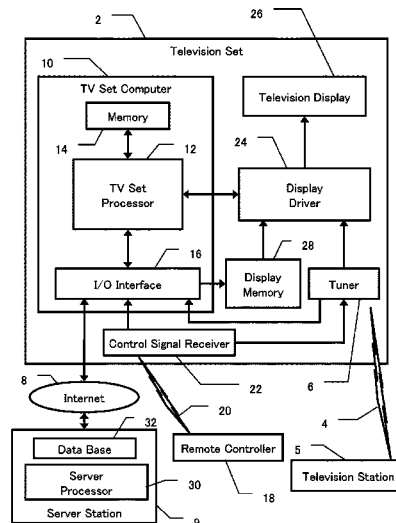 2
26
Television Set
10
TV Set Computer
Memory
Television Display
14
12
24
TV Set
Processor
Display
Driver
16
28
I/O Interface
Display
Memory
Tuner
Control Signal Receiver
8
22
6
Internet
20
4
32
Data Base
Remote Controller
5
Server
Processor
30
18
Television Station
Server Station
9